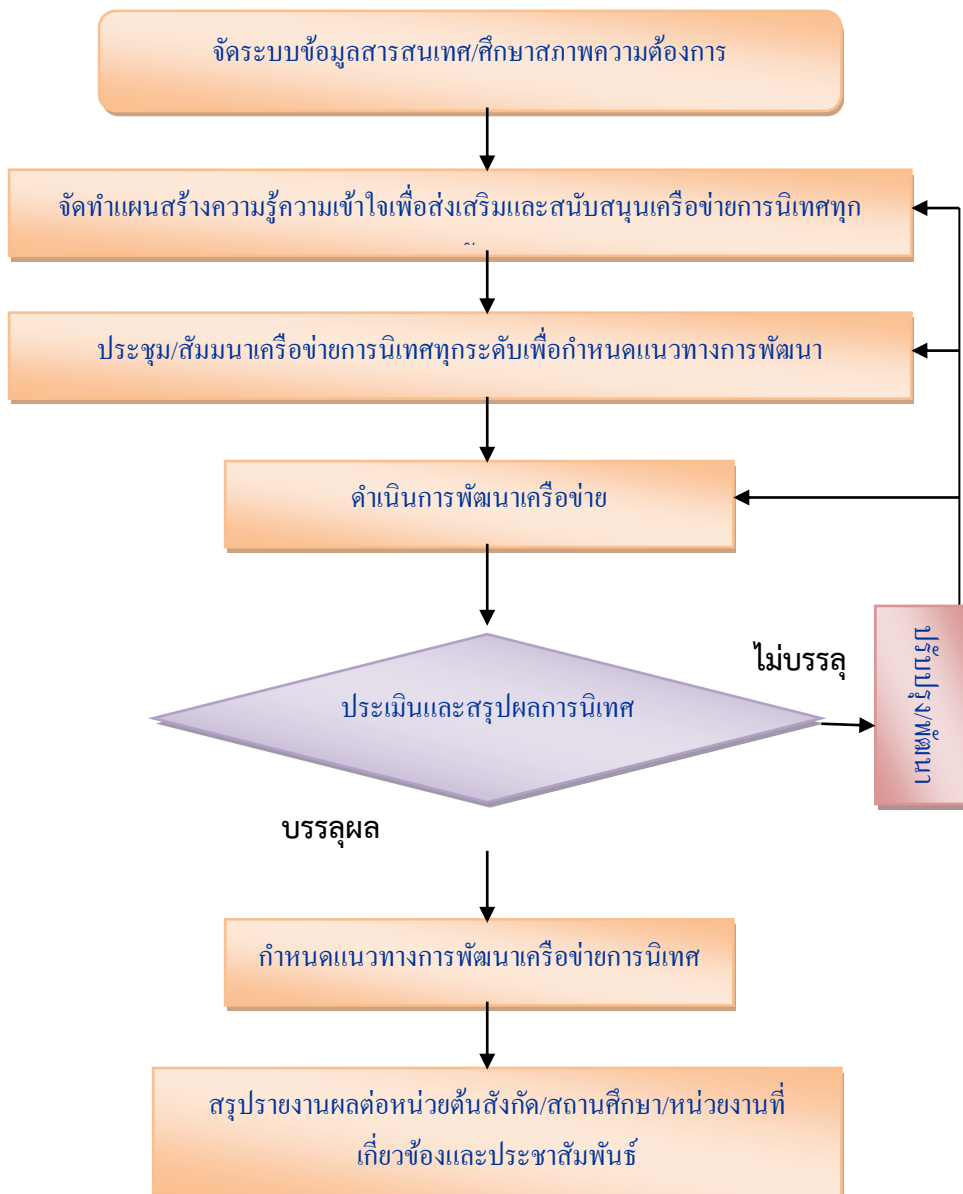 จัดระบบข้อมูลสารสนเทศ/ศึกษาสภาพความต้องการ
จัดทำแผนสร้างความรู้ความเข้าใจเพื่อส่งเสริมและสนับสนุนเครือข่ายการนิเทศทุก
ประชุม/สัมมนาเครือข่ายการนิเทศทุกระดับเพื่อกำหนดแนวทางการพัฒนา
ดำเนินการพัฒนาเครือข่าย
ไม่บรรลุ
ปรับปรุง/พัฒนา
ประเมินและสรุปผลการนิเทศ
บรรลุผล
กำหนดแนวทางการพัฒนาเครือข่ายการนิเทศ
สรุปรายงานผลต่อหน่วยต้นสังกัด/สถานศึกษา/หน่วยงานที่
เกี่ยวข้องและประชาสัมพันธ์